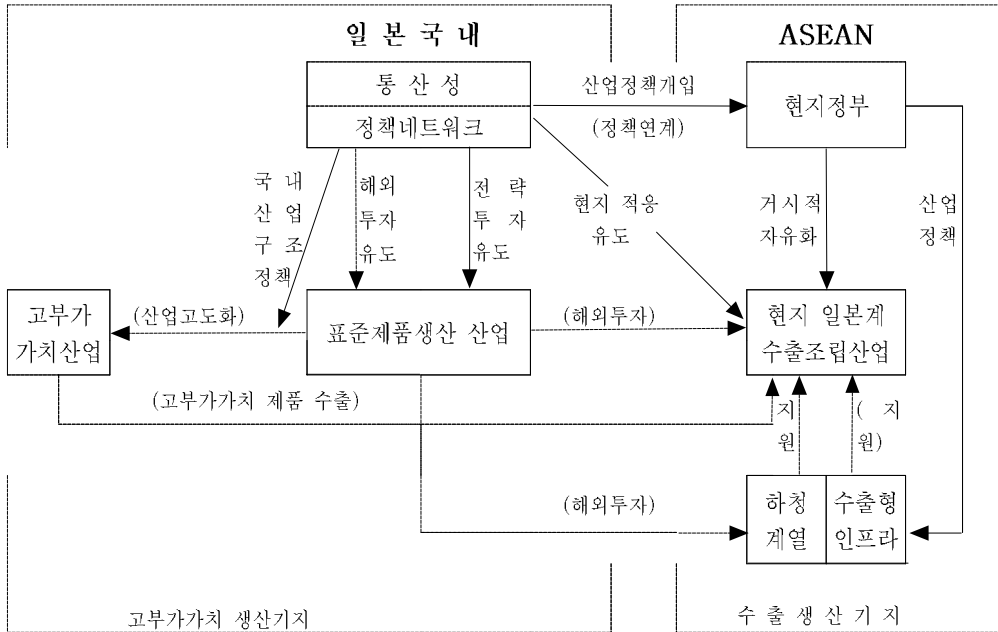 일 본 국 내
ASEAN
통 산 성
정책네트워크
산업정책개입
(정책연계)
현지정부
국 내
산 업
구 조
정책
해외
투자
유도
전 략
투 자
유도
현지 적응
유도
거시적
자유화
산업
정책
고부가
가치산업
(산업고도화)
표준제품생산 산업
(해외투자)
현지 일본계
수출조립산업
(고부가가치 제품 수출)
지
원
( 지
원)
(해외투자)
하청
계열
수출형
인프라
고부가가치 생산기지
수 출 생 산 기 지